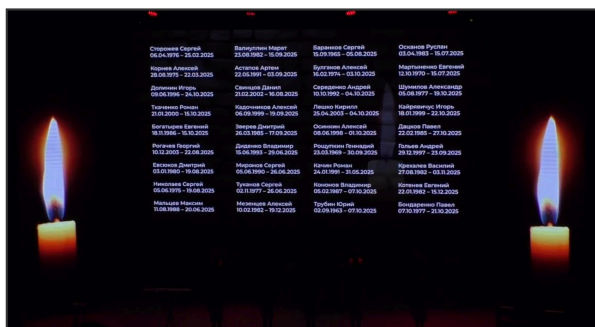 Сторожев Сергей
06.04.1976 – 25.02.2025
Корнев Алексей
28.08.1975 – 22.03.2025
Долинин Игорь
09.06.1996 – 24.10.2025
Ткаченко Роман
21.01.2000 – 15.10.2025
Богатырев Евгений
18.11.1986 – 15.10.2025
Рогачев Георгий
10.12.2003 – 22.08.2025
Евсюков Дмитрий
03.01.1980 – 19.08.2025
Николаев Сергей
05.06.1975 – 19.08.2025
Мальцев Максим
11.08.1988 – 20.06.2025
Валиуллин Марат
23.08.1982 – 15.09.2025
Астапов Артем
22.05.1991 – 03.09.2025
Свинцов Данил
21.02.2002 – 16.08.2025
Кадочников Алексей
06.09.1999 – 19.09.2025
Зверев Дмитрий
26.03.1985 – 17.09.2025
Диденко Владимир
15.06.1993 – 29.06.2025
Миронов Сергей
05.06.1990 – 26.06.2025
Туканов Сергей
02.11.1977 – 26.06.2025
Мезенцев Алексей
10.02.1982 – 19.12.2025
Баранков Сергей
15.09.1965 – 05.08.2025
Булгаков Алексей
16.02.1974 – 03.10.2025
Середенко Андрей
10.10.1992 – 04.10.2025
Лешко Кирилл
25.04.2003 – 04.10.2025
Осинкин Алексей
08.06.1998 – 01.10.2025
Рощупкин Геннадий
23.03.1969 – 30.09.2025
Качин Роман
24.01.1991 – 31.05.2025
Кононов Владимир
05.02.1987 – 07.10.2025
Трубин Юрий
02.09.1963 – 07.10.2025
Осканов Руслан
03.04.1983 – 15.07.2025
Мартыненко Евгений
12.10.1970 – 15.07.2025
Шумилов Александр
05.08.1977 – 19.10.2025
Кайрявичус Игорь
18.01.1999 – 22.10.2025
Дацков Павел
22.02.1985 – 27.10.2025
Гольев Андрей
29.12.1997 – 23.09.2025
Крекалев Василий
27.08.1982 – 03.11.2025
Котенев Евгений
22.01.1982 – 15.12.2025
Бондаренко Павел
07.10.1977 – 21.10.2025